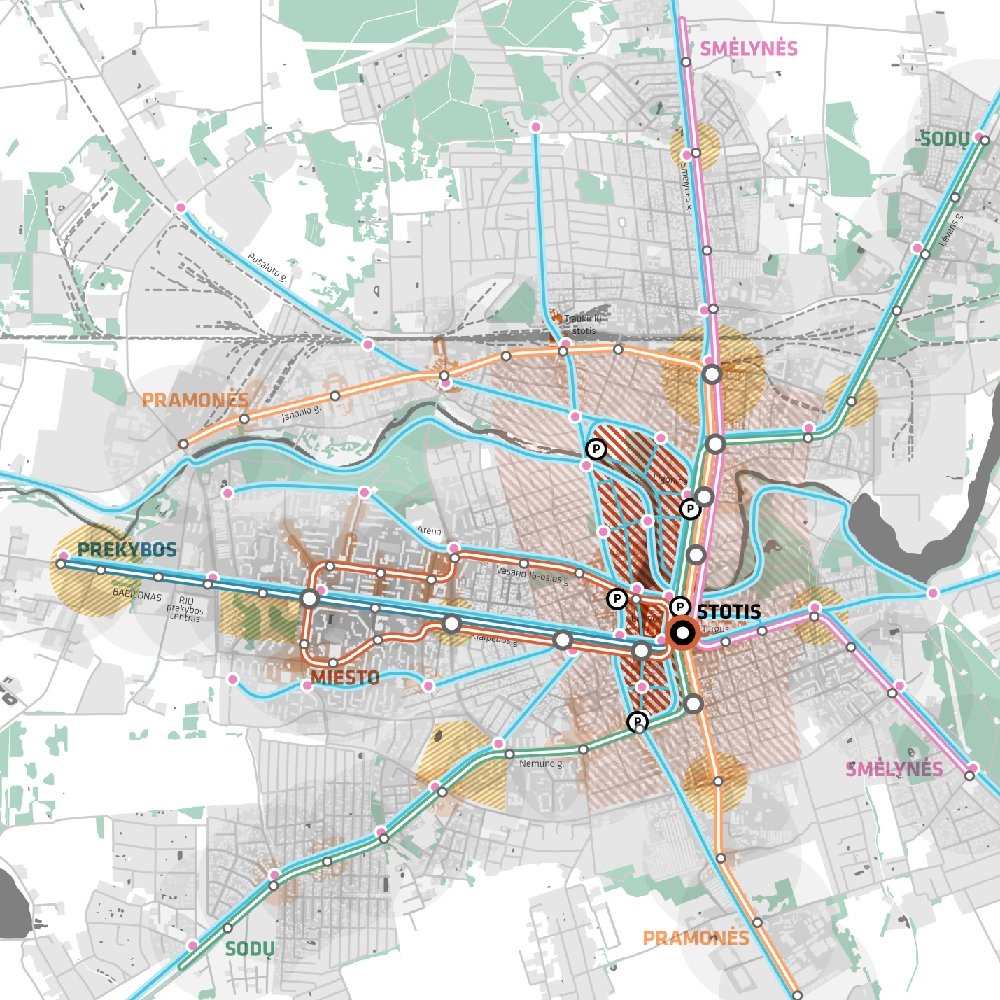 SMĖLYNĖS
SODŲ
Smėlynės g.
Lėvens g.
Pušaloto g.
Traukinių
stotis
PRAMONĖS
Janonio g.
P
Ligoninė
P
Arena
PREKYBOS
Vasario 16-osios g.
BABILONAS
RIO
prekybos
centras
P
P
STOTIS
Laisvės
Turgus
Klaipėdos g.
MIESTO
P
Nemuno g.
SMĖLYNĖS
PRAMONĖS
SODŲ